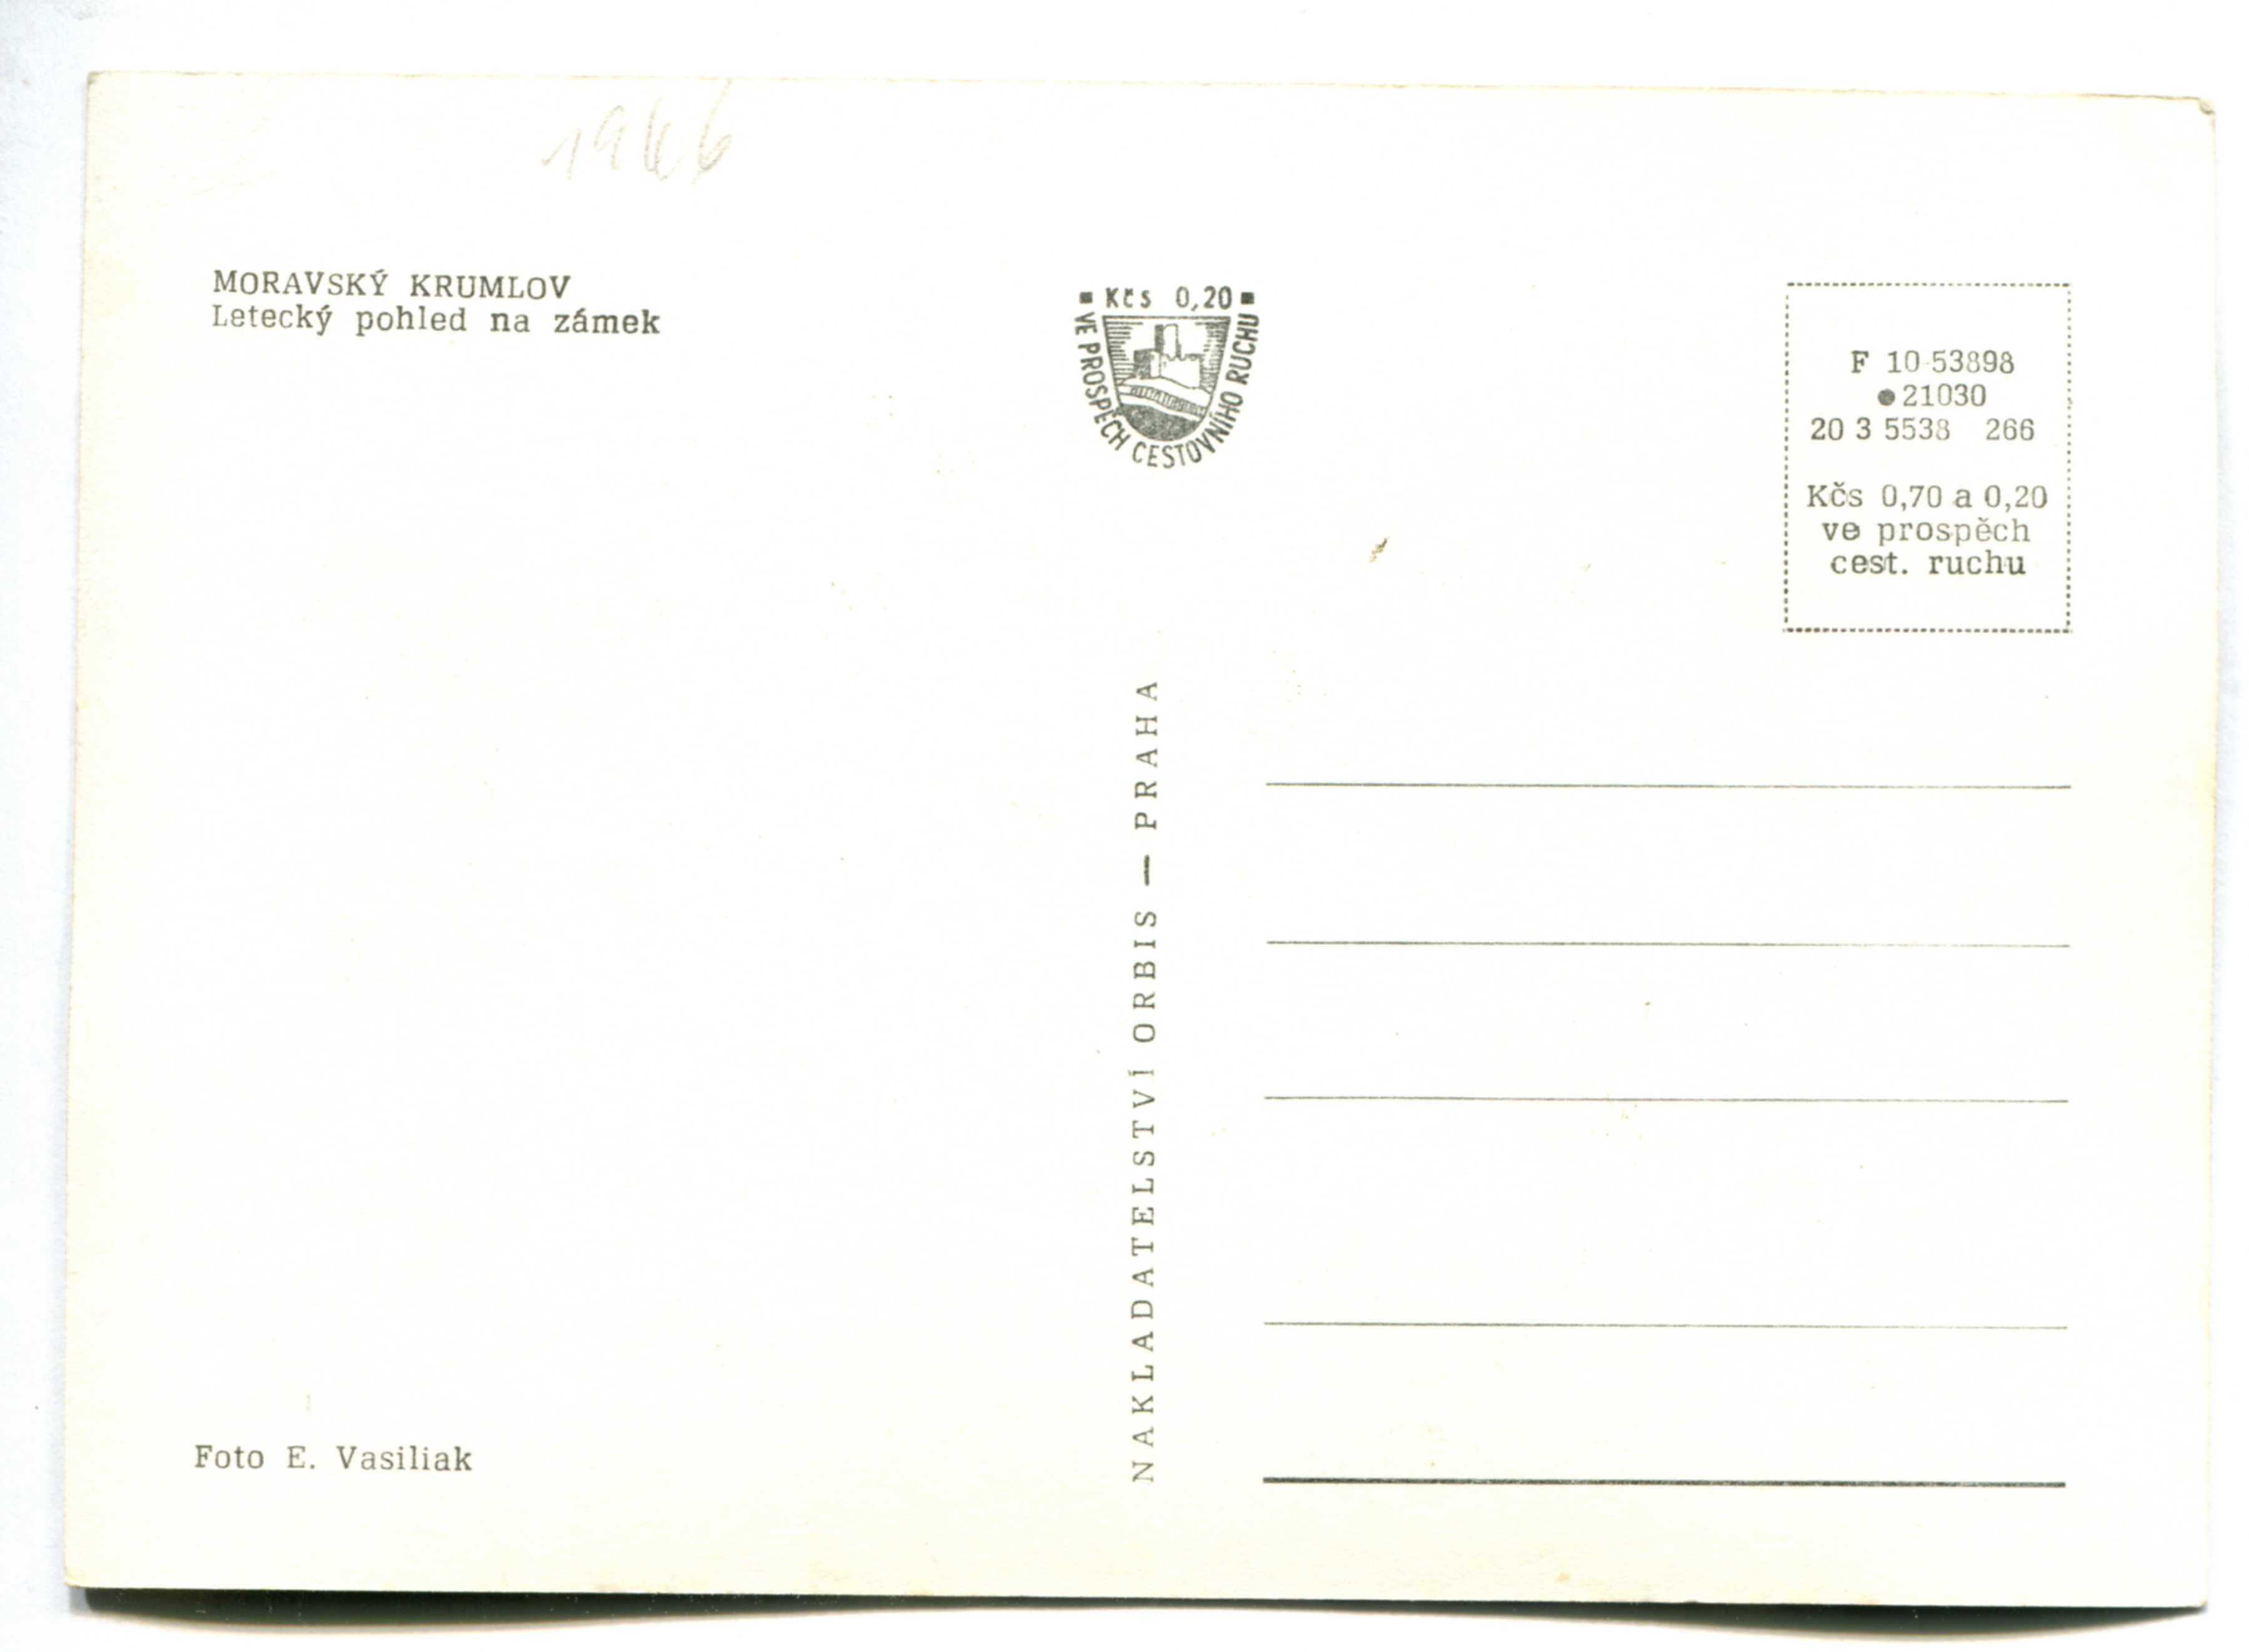 1966
MORAVSKÝ KRUMLOV
Letecký pohled na zámek
Kčs 0,20
VE PROSPĚCH CESTOVNÍHO RUCHU
F 10 53898
21030
20 3 5538 266
Kčs 0,70 a 0,20
ve prospěch
cest. ruchu
NAKLADATELSTVÍ ORBIS — PRAHA
Foto E. Vasiliak